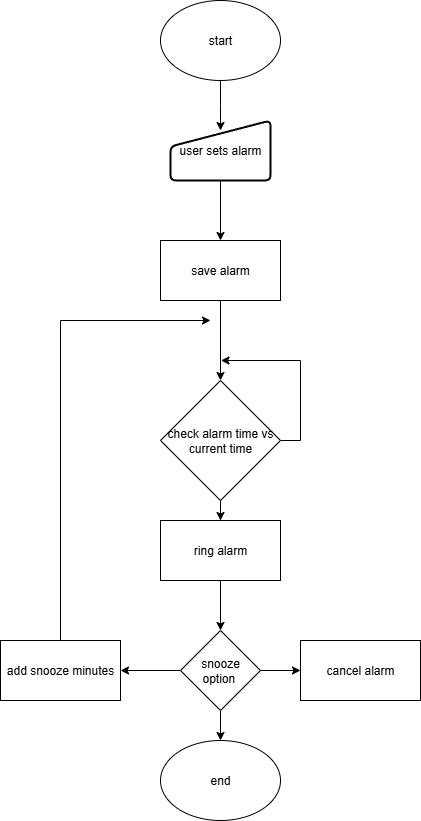 start
user sets alarm
save alarm
check alarm time vs
current time
ring alarm
snooze
option
add snooze minutes
cancel alarm
end